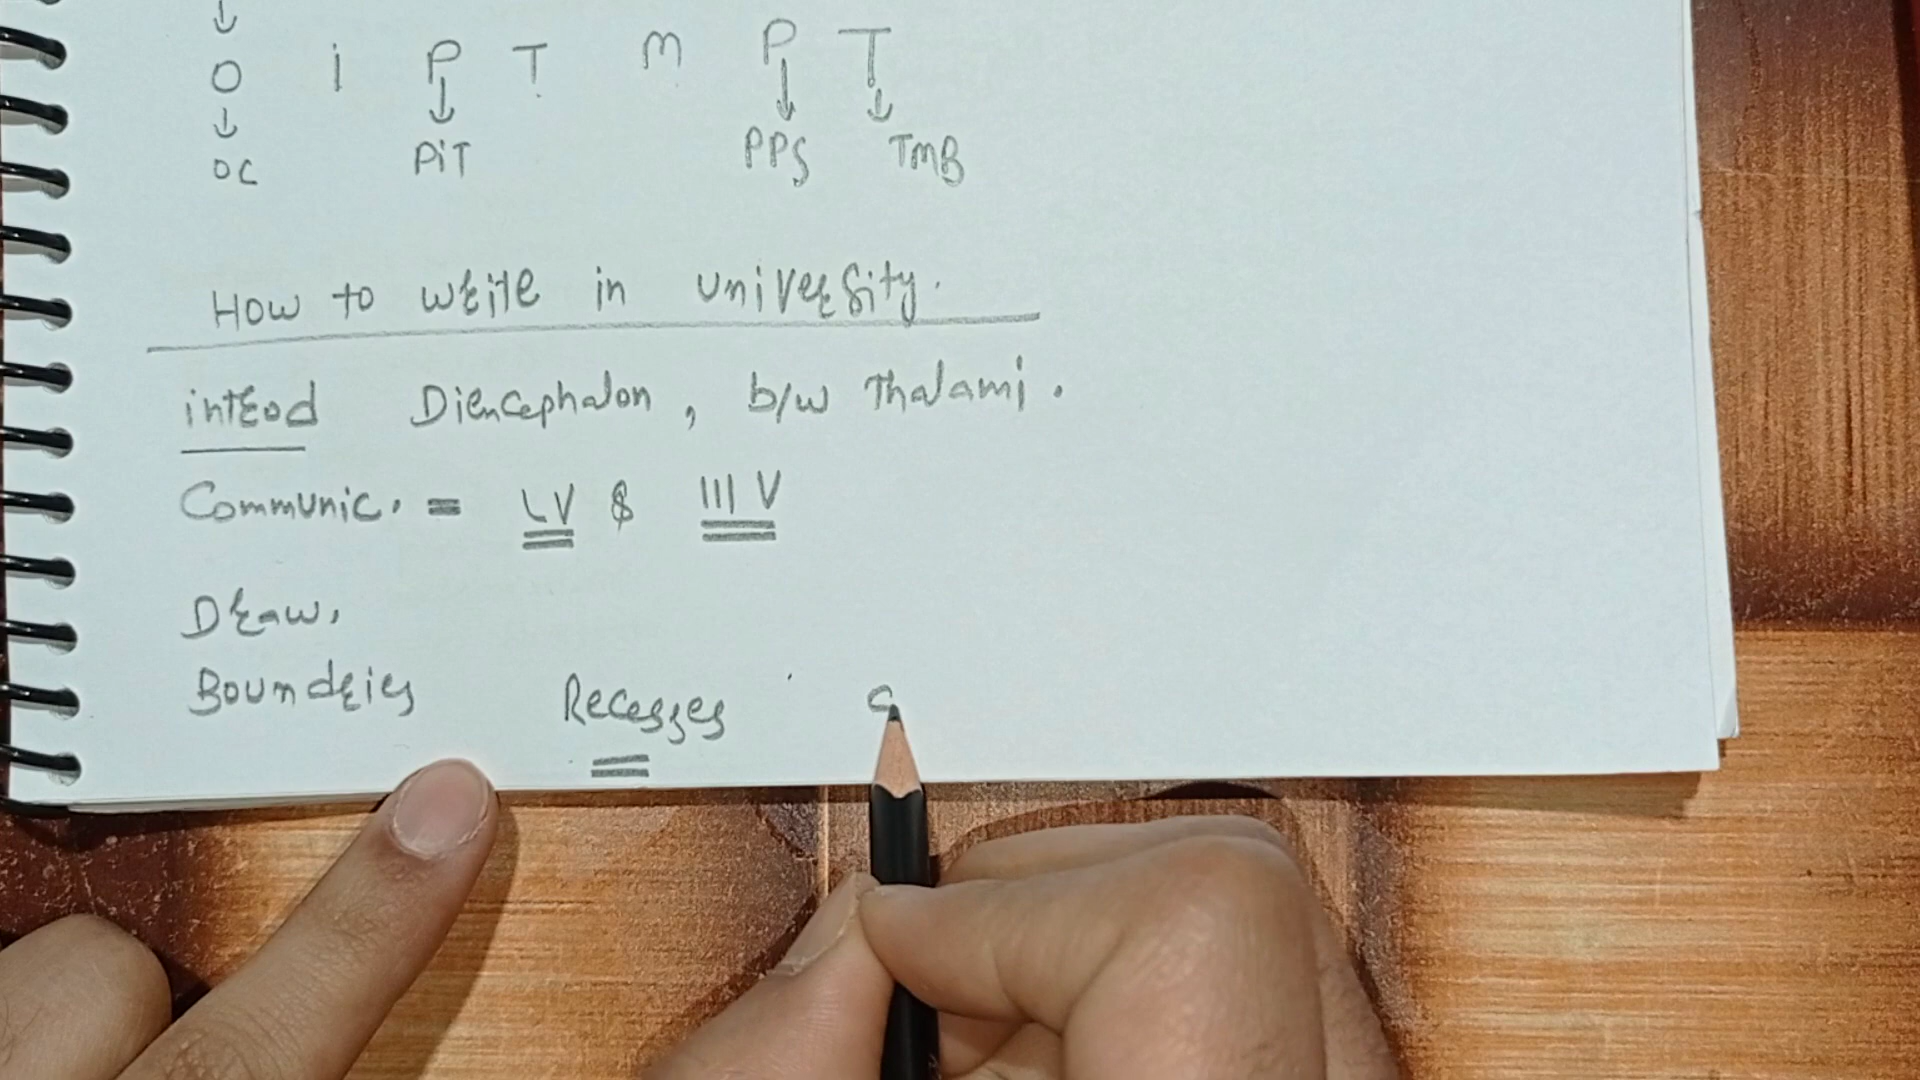 O i P T M P T
OC PiT PPS TMB
How to write in university.
introd Diencephalon, b/w Thalami.
Communic. = LV & III V
Draw.
Boundries Recesses C